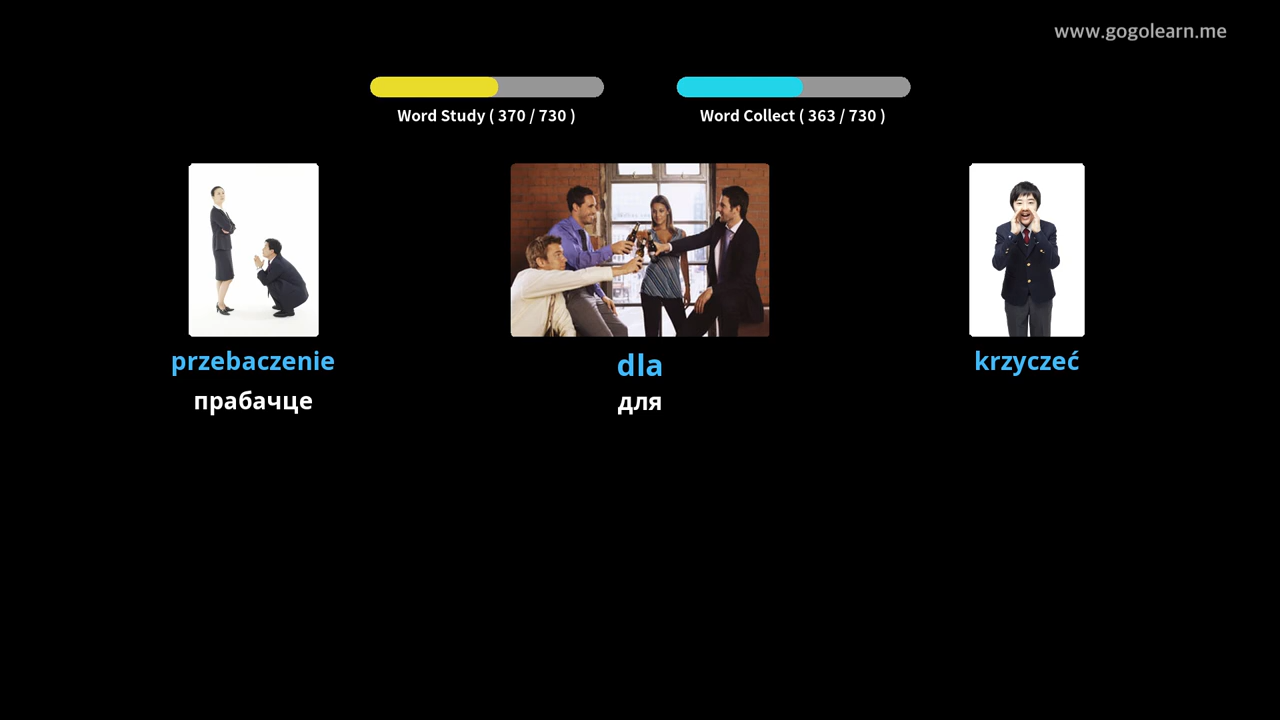 www.gogolearn.me
Word Study ( 370 / 730 )
Word Collect ( 363 / 730 )
przebaczenie
прабачце
dla
для
krzyczeć